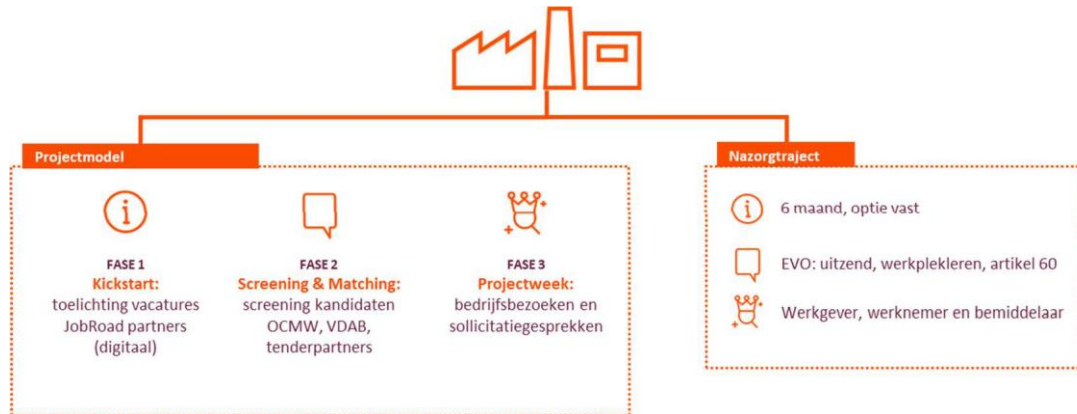 Projectmodel
FASE 1
Kickstart:
toelichting vacatures
JobRoad partners
(digitaal)
FASE 2
Screening & Matching:
screening kandidaten
OCMW, VDAB,
tenderpartners
FASE 3
Projectweek:
bedrijfsbezoeken en
sollicitatiegesprekken
Nazorgtraject
6 maand, optie vast
EVO: uitzend, werkplekleren, artikel 60
Werkgever, werknemer en bemiddelaar